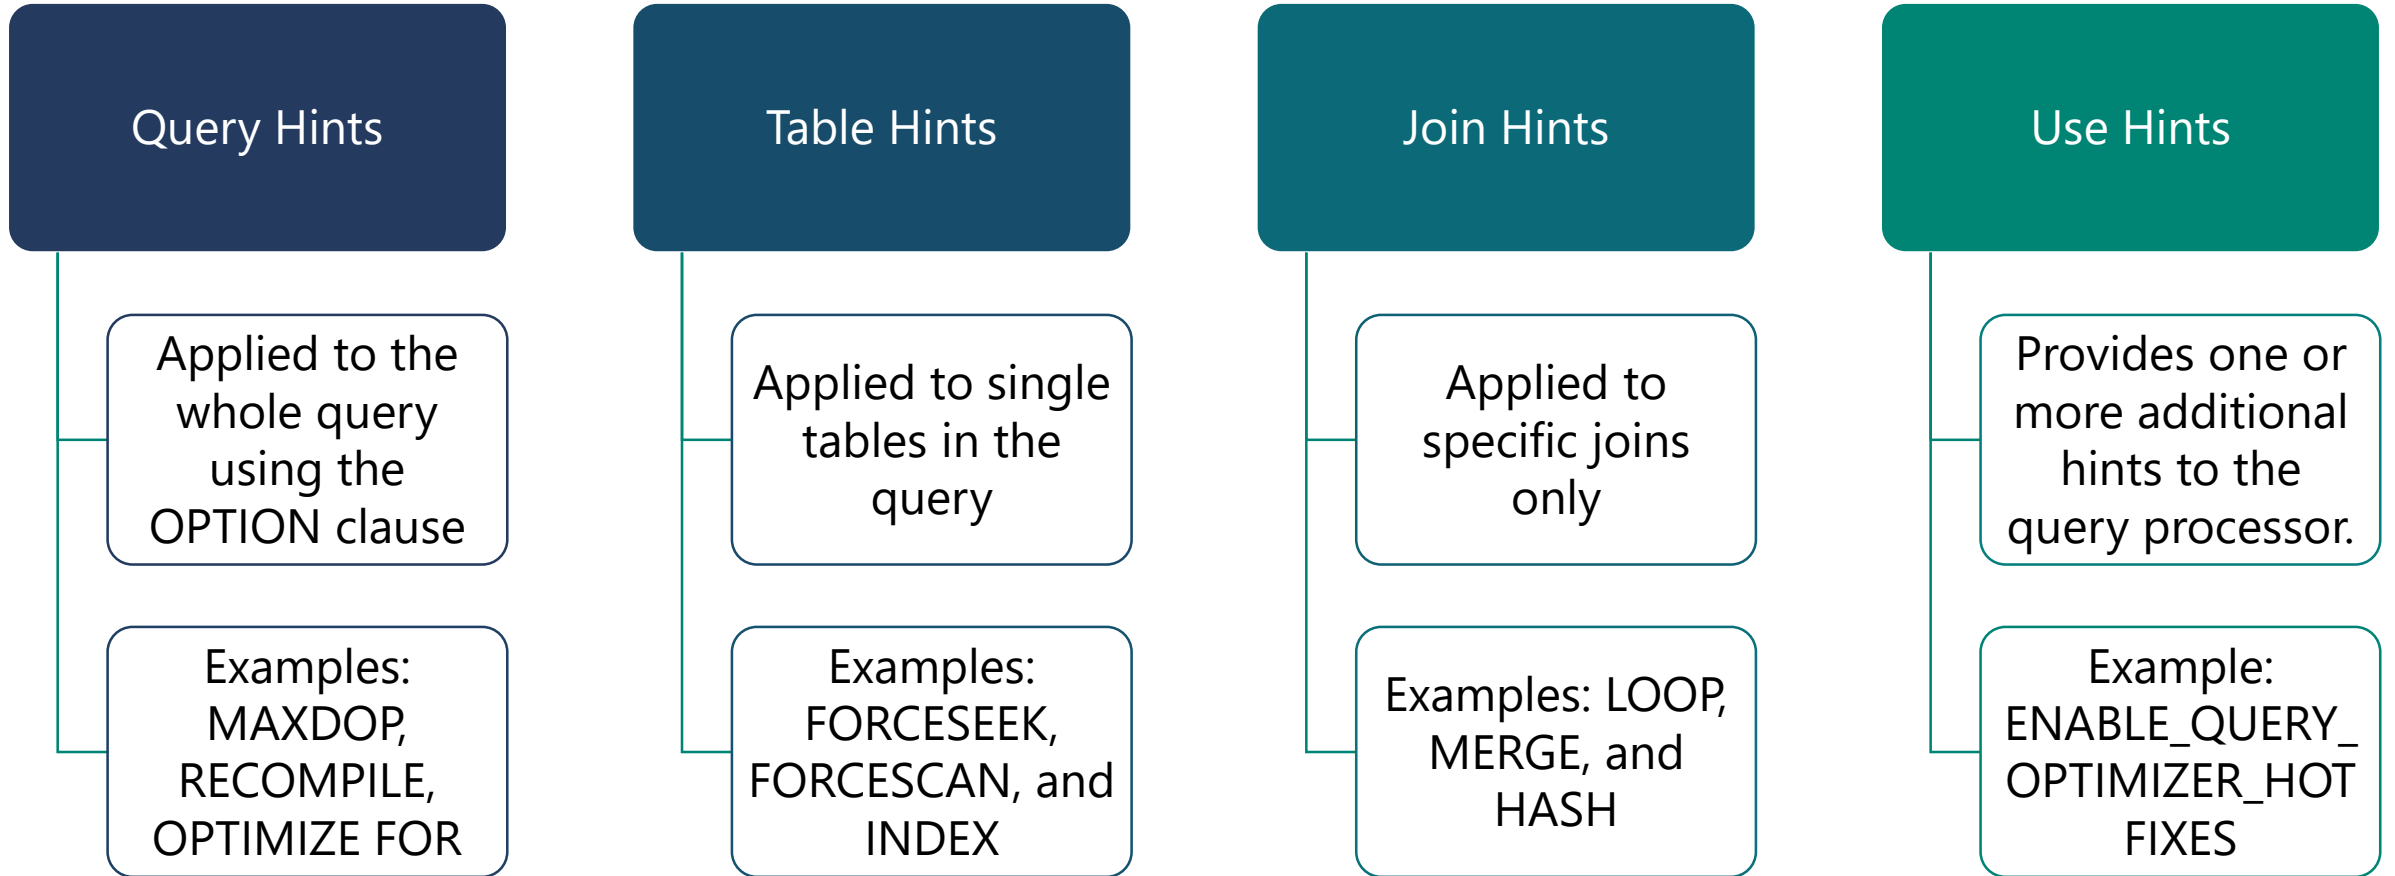 Query Hints
Applied to the
whole query
using the
OPTION clause
Examples:
MAXDOP,
RECOMPILE,
OPTIMIZE FOR
Table Hints
Applied to single
tables in the
query
Examples:
FORCESEEK,
FORCESCAN, and
INDEX
Join Hints
Applied to
specific joins
only
Examples: LOOP,
MERGE, and
HASH
Use Hints
Provides one or
more additional
hints to the
query processor.
Example:
ENABLE_QUERY_
OPTIMIZER_HOT
FIXES